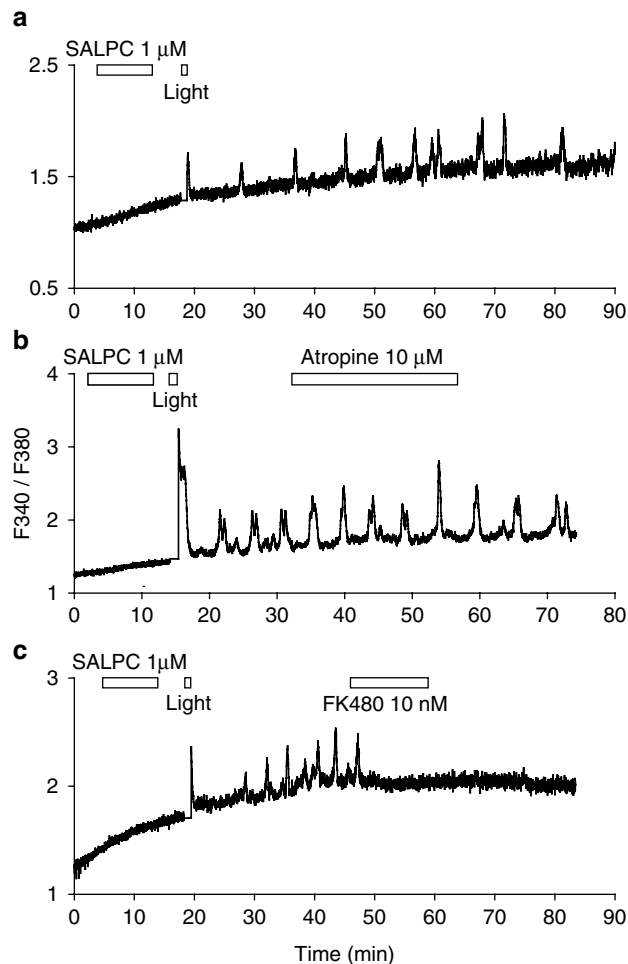 a
SALPC 1 μM
Light
2.5
1.5
0.5
0 10 20 30 40 50 60 70 80 90
b
SALPC 1 μM
Atropine 10 μM
Light
4
3
2
1
F340 / F380
0 10 20 30 40 50 60 70 80
c
SALPC 1μM
Light
FK480 10 nM
3
2
1
0 10 20 30 40 50 60 70 80 90
Time (min)